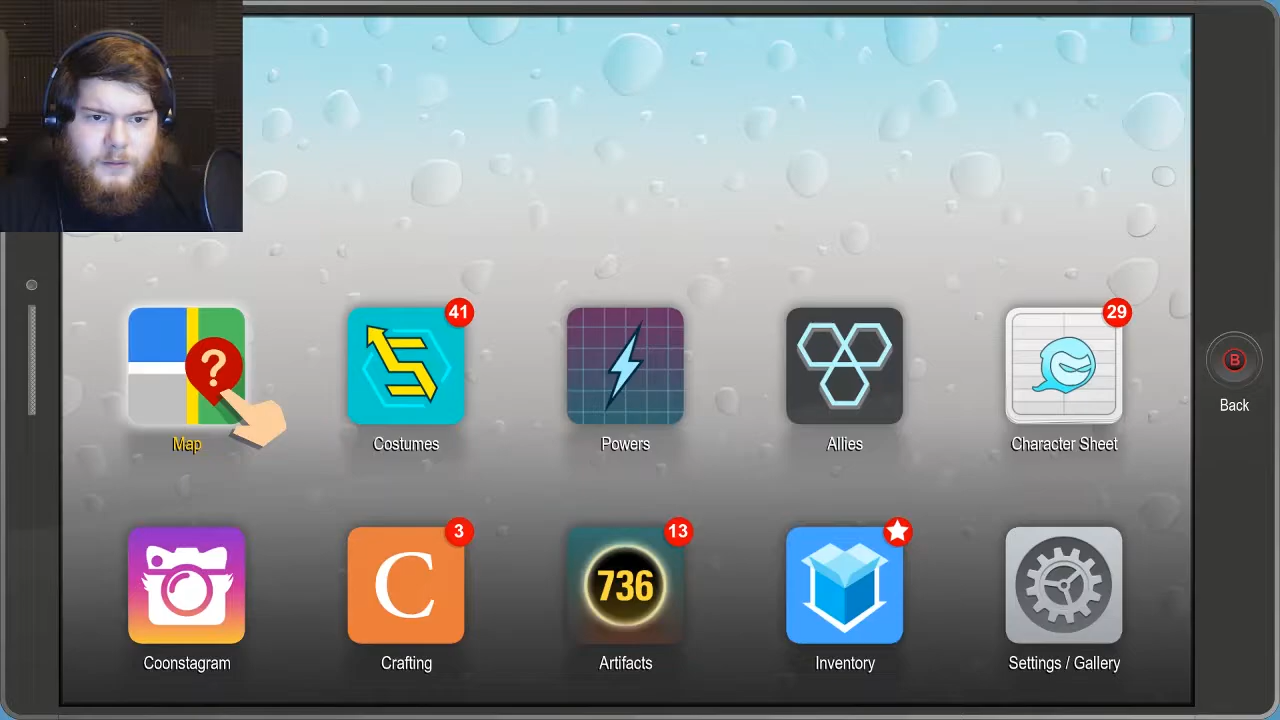 41
29
?
B
Back
Map
Costumes
Powers
Allies
Character Sheet
3
13
C
736
Coonstagram
Crafting
Artifacts
Inventory
Settings / Gallery